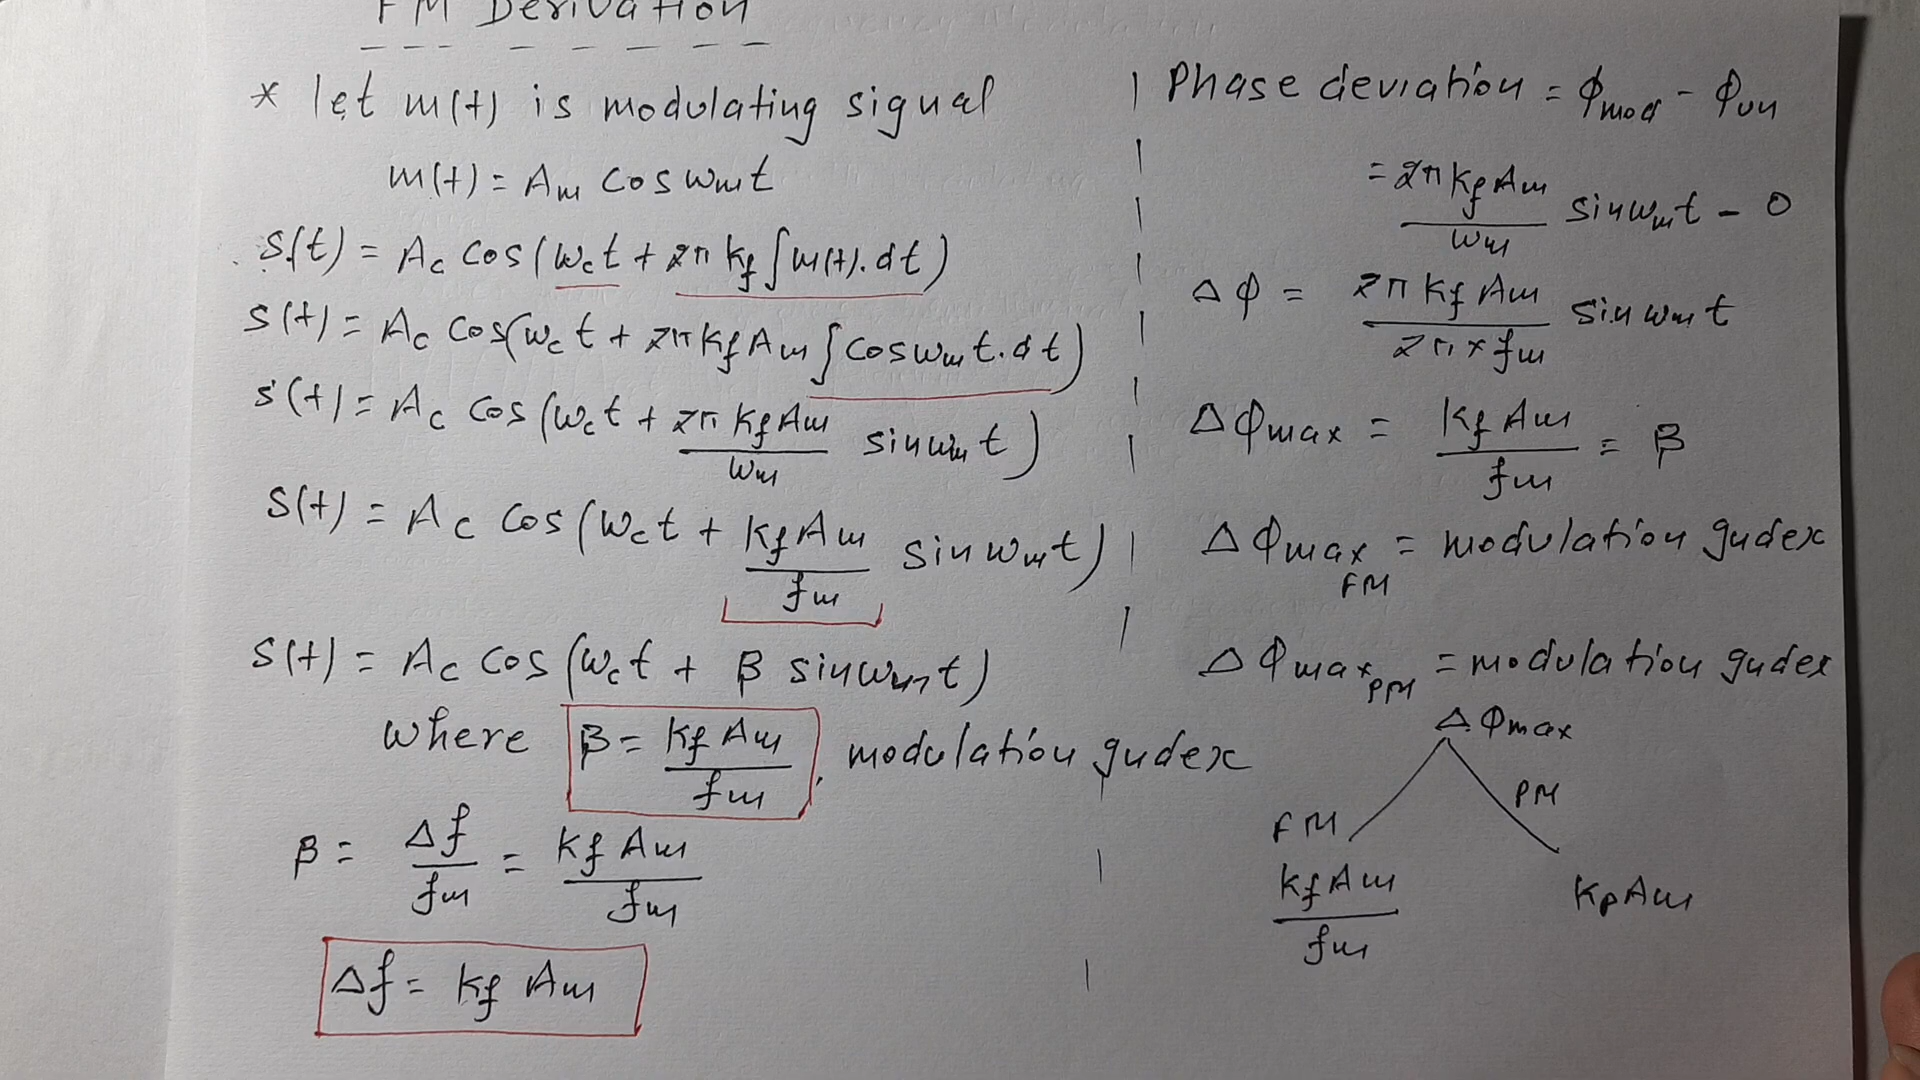 FM Derivation
* let m(t) is modulating signal
m(t) = Am cos wmt
s(t) = Ac cos(wct + 2π kf ∫m(t).dt)
s(t) = Ac cos(wct + 2π kf Am ∫cos wmt.dt)
s(t) = Ac cos(wct + 2π kf Am / wm sin wmt)
s(t) = Ac cos(wct + kf Am / fm sin wmt)
s(t) = Ac cos(wct + β sin wmt)
where β = kf Am / fm , modulation index
β = Δf / fm = kf Am / fm
Δf = kf Am
Phase deviation = ϕmod - ϕun
= 2π kf Am / wm sin wmt - 0
Δϕ = 2π kf Am / 2π × fm sin wmt
Δϕmax = kf Am / fm = β
Δϕmax FM = modulation index
Δϕmax PM = modulation index
Δϕmax
FM PM
kf Am / fm kp Am